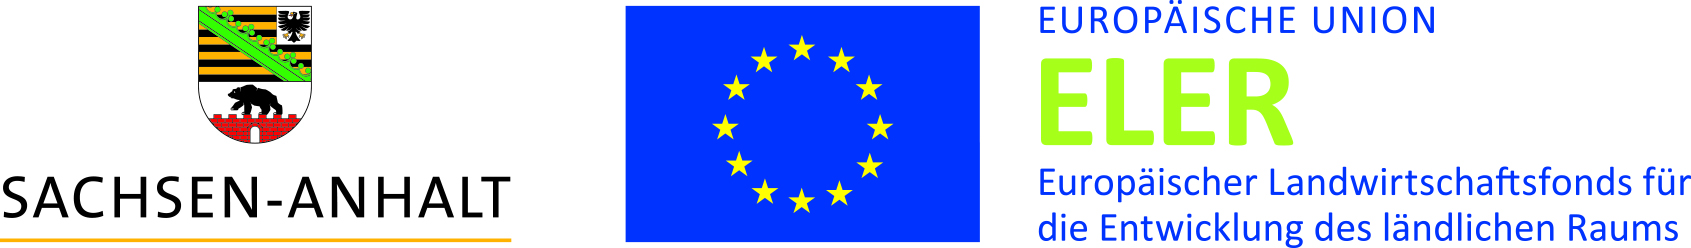 SACHSEN-ANHALT
EUROPÄISCHE UNION
ELER
Europäischer Landwirtschaftsfonds für
die Entwicklung des ländlichen Raums